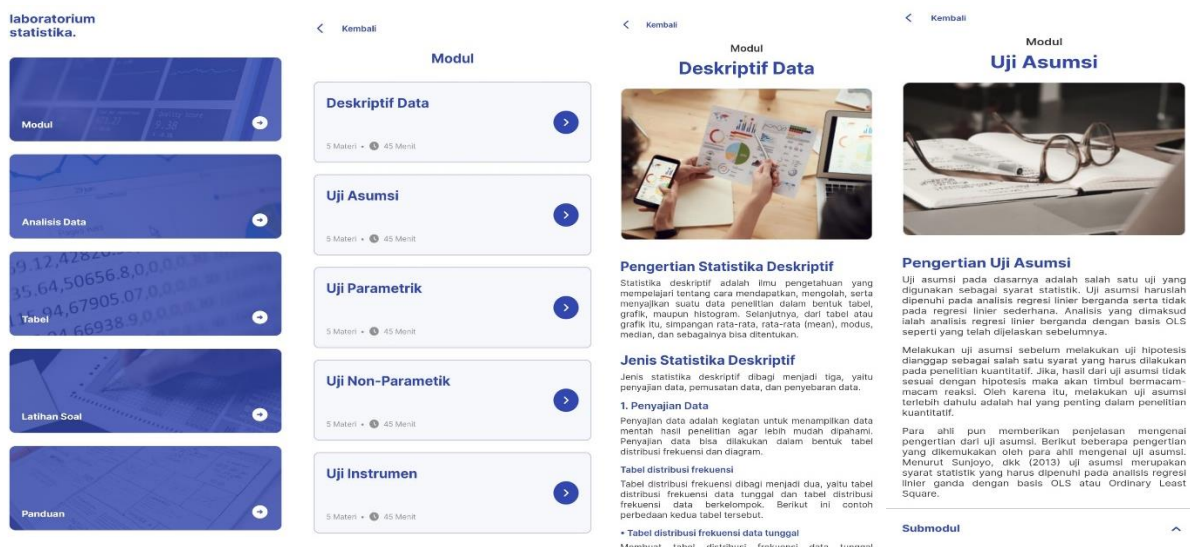 laboratorium
statistika.
Modul
Analisis Data
Tabel
Latihan Soal
Panduan
Kembali
Modul
Deskriptif Data
5 Materi • 45 Menit
Uji Asumsi
5 Materi • 45 Menit
Uji Parametrik
5 Materi • 45 Menit
Uji Non-Parametik
5 Materi • 45 Menit
Uji Instrumen
5 Materi • 45 Menit
Kembali
Modul
Deskriptif Data
Pengertian Statistika Deskriptif
Statistika deskriptif adalah ilmu pengetahuan yang
mempelajari tentang cara mendapatkan, mengolah, serta
menyajikan suatu data penelitian dalam bentuk tabel,
grafik, maupun histogram. Selanjutnya, dari tabel atau
grafik itu, simpangan rata-rata, rata-rata (mean), modus,
median, dan sebagainya bisa ditentukan.
Jenis Statistika Deskriptif
Jenis statistika deskriptif dibagi menjadi tiga, yaitu
penyajian data, pemusatan data, dan penyebaran data.
1. Penyajian Data
Penyajian data adalah kegiatan untuk menampilkan data
mentah hasil penelitian agar lebih mudah dipahami.
Penyajian data bisa dilakukan dalam bentuk tabel
distribusi frekuensi dan diagram.
Tabel distribusi frekuensi
Tabel distribusi frekuensi dibagi menjadi dua, yaitu tabel
distribusi frekuensi data tunggal dan tabel distribusi
frekuensi data berkelompok. Berikut ini contoh
perbedaan kedua tabel tersebut.
• Tabel distribusi frekuensi data tunggal
Membuat tabel distribusi frekuensi data tunggal
Kembali
Modul
Uji Asumsi
Pengertian Uji Asumsi
Uji asumsi pada dasarnya adalah salah satu uji yang
digunakan sebagai syarat statistik. Uji asumsi haruslah
dipenuhi pada analisis regresi linier berganda serta tidak
pada regresi linier sederhana. Analisis yang dimaksud
ialah analisis regresi linier berganda dengan basis OLS
seperti yang telah dijelaskan sebelumnya.
Melakukan uji asumsi sebelum melakukan uji hipotesis
dianggap sebagai salah satu syarat yang harus dilakukan
pada penelitian kuantitatif. Jika, hasil dari uji asumsi tidak
sesuai dengan hipotesis maka akan timbul bermacam-
macam reaksi. Oleh karena itu, melakukan uji asumsi
terlebih dahulu adalah hal yang penting dalam penelitian
kuantitatif.
Para ahli pun memberikan penjelasan mengenai
pengertian dari uji asumsi. Berikut beberapa pengertian
yang dikemukakan oleh para ahli mengenai uji asumsi.
Menurut Sunjoyo, dkk (2013) uji asumsi merupakan
syarat statistik yang harus dipenuhi pada analisis regresi
linier ganda dengan basis OLS atau Ordinary Least
Square.
Submodul